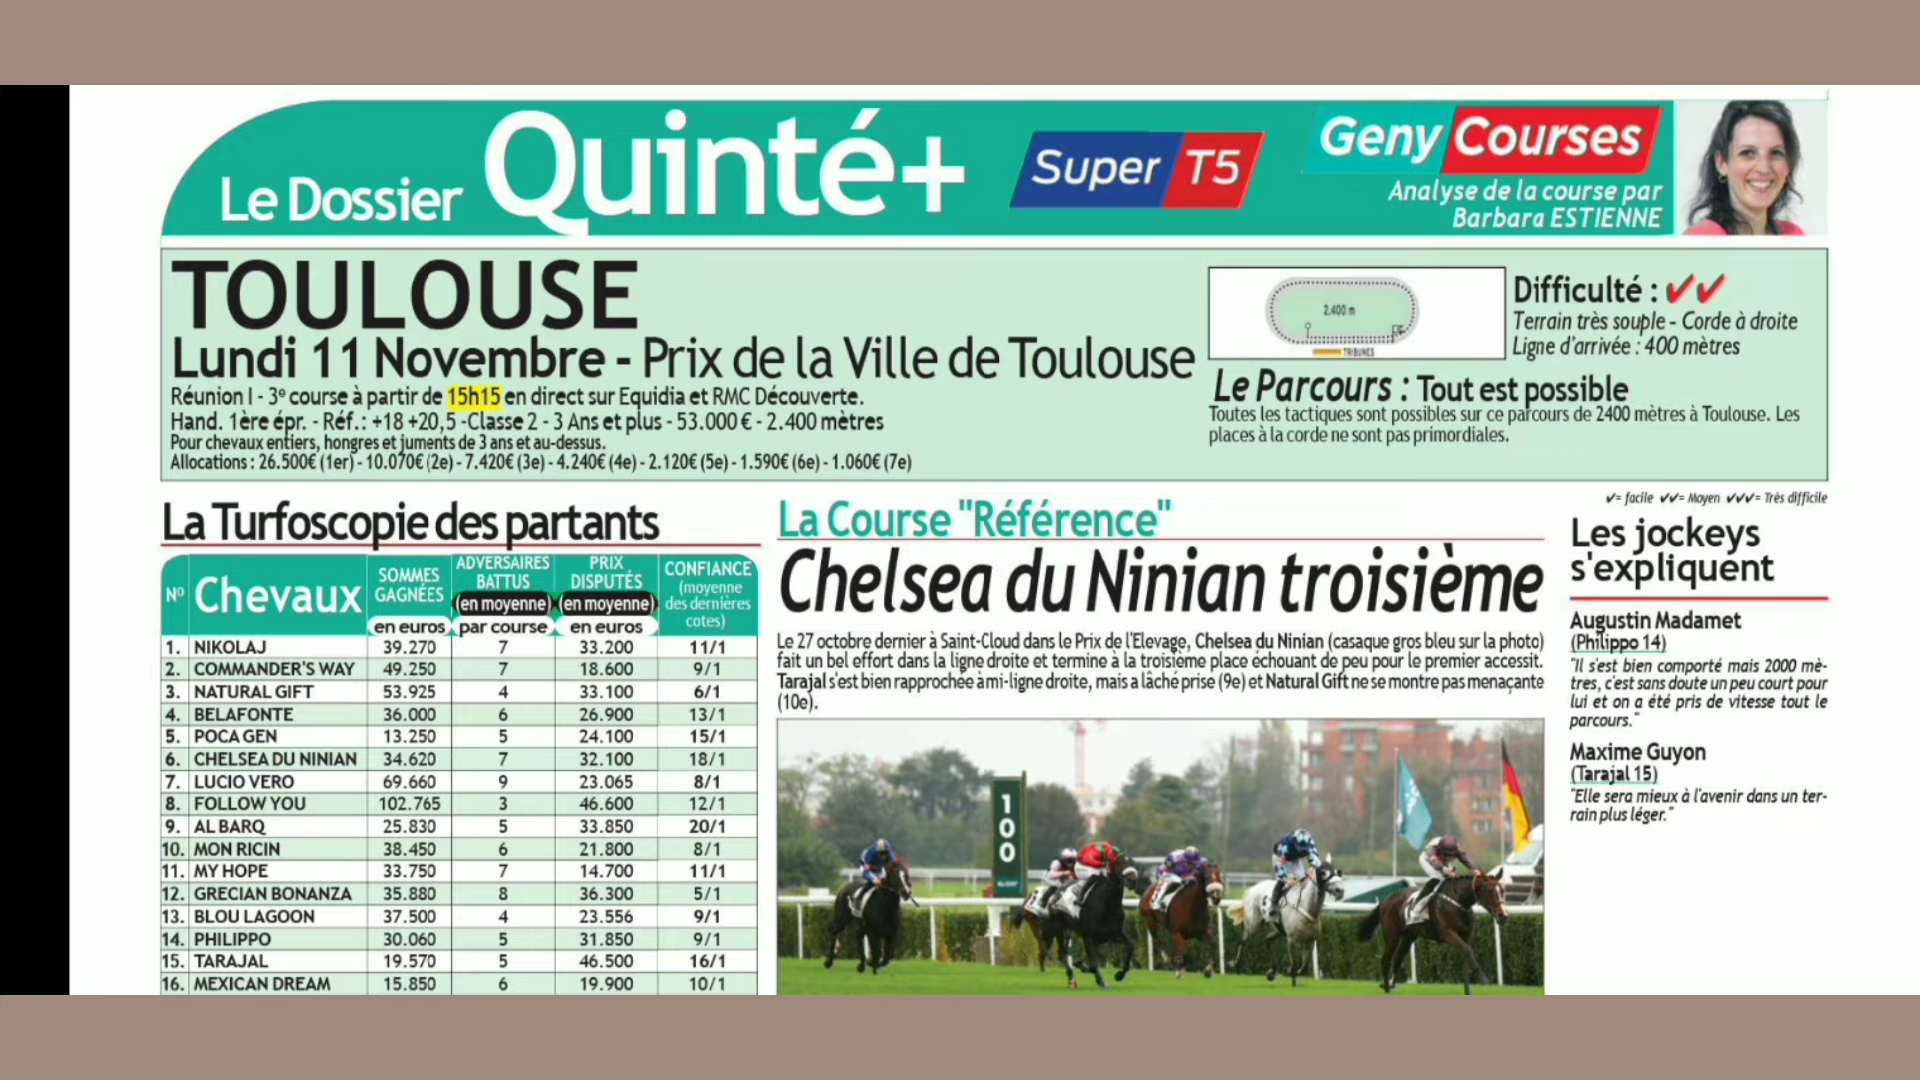 Le Dossier Quinté+
Super T5
Geny Courses
Analyse de la course par
Barbara ESTIENNE
TOULOUSE
Lundi 11 Novembre - Prix de la Ville de Toulouse
Réunion I - 3e course à partir de 15h15 en direct sur Equidia et RMC Découverte.
Hand. 1ère épr. - Réf.: +18 +20,5 -Classe 2 - 3 Ans et plus - 53.000 € - 2.400 mètres
Pour chevaux entiers, hongres et juments de 3 ans et au-dessus.
Allocations : 26.500€ (1er) - 10.070€ (2e) - 7.420€ (3e) - 4.240€ (4e) - 2.120€ (5e) - 1.590€ (6e) - 1.060€ (7e)
2.400 m
TRIBUNES
Difficulté : ✓✓
Terrain très souple - Corde à droite
Ligne d'arrivée : 400 mètres
Le Parcours : Tout est possible
Toutes les tactiques sont possibles sur ce parcours de 2400 mètres à Toulouse. Les
places à la corde ne sont pas primordiales.
✓= facile ✓✓= Moyen ✓✓✓= Très difficile
La Turfoscopie des partants
N° Chevaux SOMMES GAGNÉES en euros ADVERSAIRES BATTUS (en moyenne) par course PRIX DISPUTÉS (en moyenne) en euros CONFIANCE (moyenne des dernières cotes)
1. NIKOLAJ 39.270 7 33.200 11/1
2. COMMANDER'S WAY 49.250 7 18.600 9/1
3. NATURAL GIFT 53.925 4 33.100 6/1
4. BELAFONTE 36.000 6 26.900 13/1
5. POCA GEN 13.250 5 24.100 15/1
6. CHELSEA DU NINIAN 34.620 7 32.100 18/1
7. LUCIO VERO 69.660 9 23.065 8/1
8. FOLLOW YOU 102.765 3 46.600 12/1
9. AL BARQ 25.830 5 33.850 20/1
10. MON RICIN 38.450 6 21.800 8/1
11. MY HOPE 33.750 7 14.700 11/1
12. GRECIAN BONANZA 35.880 8 36.300 5/1
13. BLOU LAGOON 37.500 4 23.556 9/1
14. PHILIPPO 30.060 5 31.850 9/1
15. TARAJAL 19.570 5 46.500 16/1
16. MEXICAN DREAM 15.850 6 19.900 10/1
La Course "Référence"
Chelsea du Ninian troisième
Le 27 octobre dernier à Saint-Cloud dans le Prix de l'Elevage, Chelsea du Ninian (casaque gros bleu sur la photo)
fait un bel effort dans la ligne droite et termine à la troisième place échouant de peu pour le premier accessit.
Tarajal s'est bien rapprochée à mi-ligne droite, mais a lâché prise (9e) et Natural Gift ne se montre pas menaçante
(10e).
100
Les jockeys
s'expliquent
Augustin Madamet
(Philippo 14)
"Il s'est bien comporté mais 2000 mè-
tres, c'est sans doute un peu court pour
lui et on a été pris de vitesse tout le
parcours."
Maxime Guyon
(Tarajal 15)
"Elle sera mieux à l'avenir dans un ter-
rain plus léger."